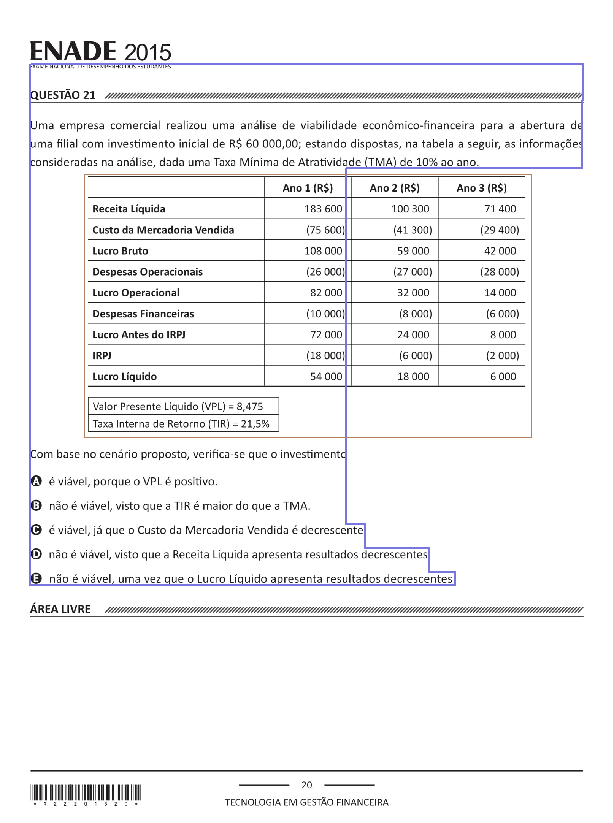 ENADE 2015
EXAME NACIONAL DE DESEMPENHO DOS ESTUDANTES
QUESTÃO 21
Uma empresa comercial realizou uma análise de viabilidade econômico-financeira para a abertura de
uma filial com investimento inicial de R$ 60 000,00; estando dispostas, na tabela a seguir, as informações
consideradas na análise, dada uma Taxa Mínima de Atratividade (TMA) de 10% ao ano.
Ano 1 (R$) Ano 2 (R$) Ano 3 (R$)
Receita Líquida 183 600 100 300 71 400
Custo da Mercadoria Vendida (75 600) (41 300) (29 400)
Lucro Bruto 108 000 59 000 42 000
Despesas Operacionais (26 000) (27 000) (28 000)
Lucro Operacional 82 000 32 000 14 000
Despesas Financeiras (10 000) (8 000) (6 000)
Lucro Antes do IRPJ 72 000 24 000 8 000
IRPJ (18 000) (6 000) (2 000)
Lucro Líquido 54 000 18 000 6 000
Valor Presente Líquido (VPL) = 8,475
Taxa Interna de Retorno (TIR) = 21,5%
Com base no cenário proposto, verifica-se que o investimento
A é viável, porque o VPL é positivo.
B não é viável, visto que a TIR é maior do que a TMA.
C é viável, já que o Custo da Mercadoria Vendida é decrescente
D não é viável, visto que a Receita Líquida apresenta resultados decrescentes
E não é viável, uma vez que o Lucro Líquido apresenta resultados decrescentes
ÁREA LIVRE
20
TECNOLOGIA EM GESTÃO FINANCEIRA